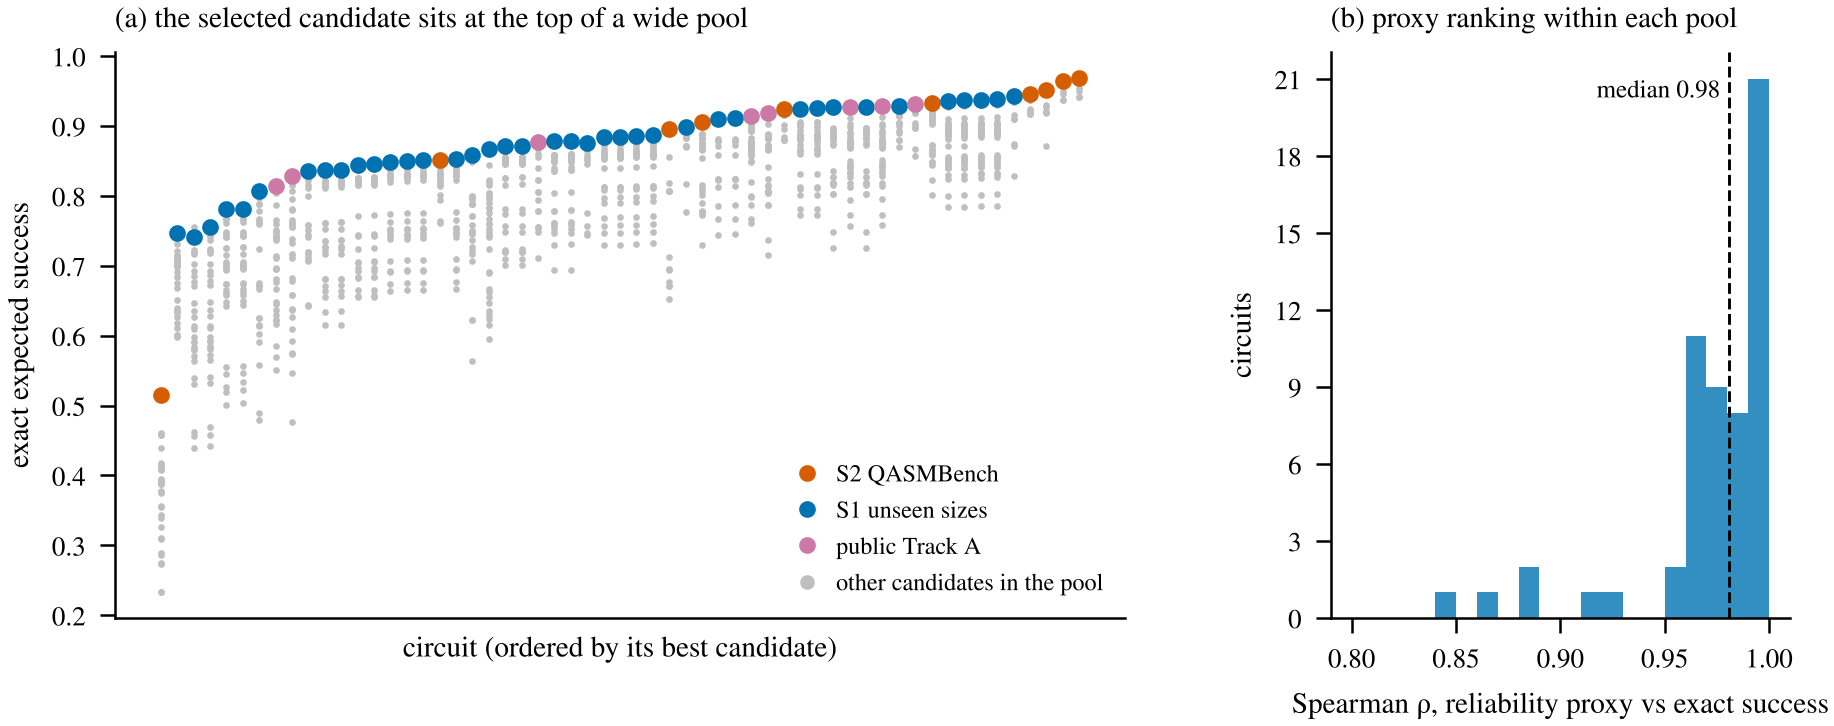 (a) the selected candidate sits at the top of a wide pool
1.0
0.9
0.8
0.7
0.6
0.5
0.4
0.3
0.2
exact expected success
circuit (ordered by its best candidate)
S2 QASMBench
S1 unseen sizes
public Track A
other candidates in the pool
(b) proxy ranking within each pool
median 0.98
21
18
15
12
9
6
3
0
circuits
0.80 0.85 0.90 0.95 1.00
Spearman ρ, reliability proxy vs exact success